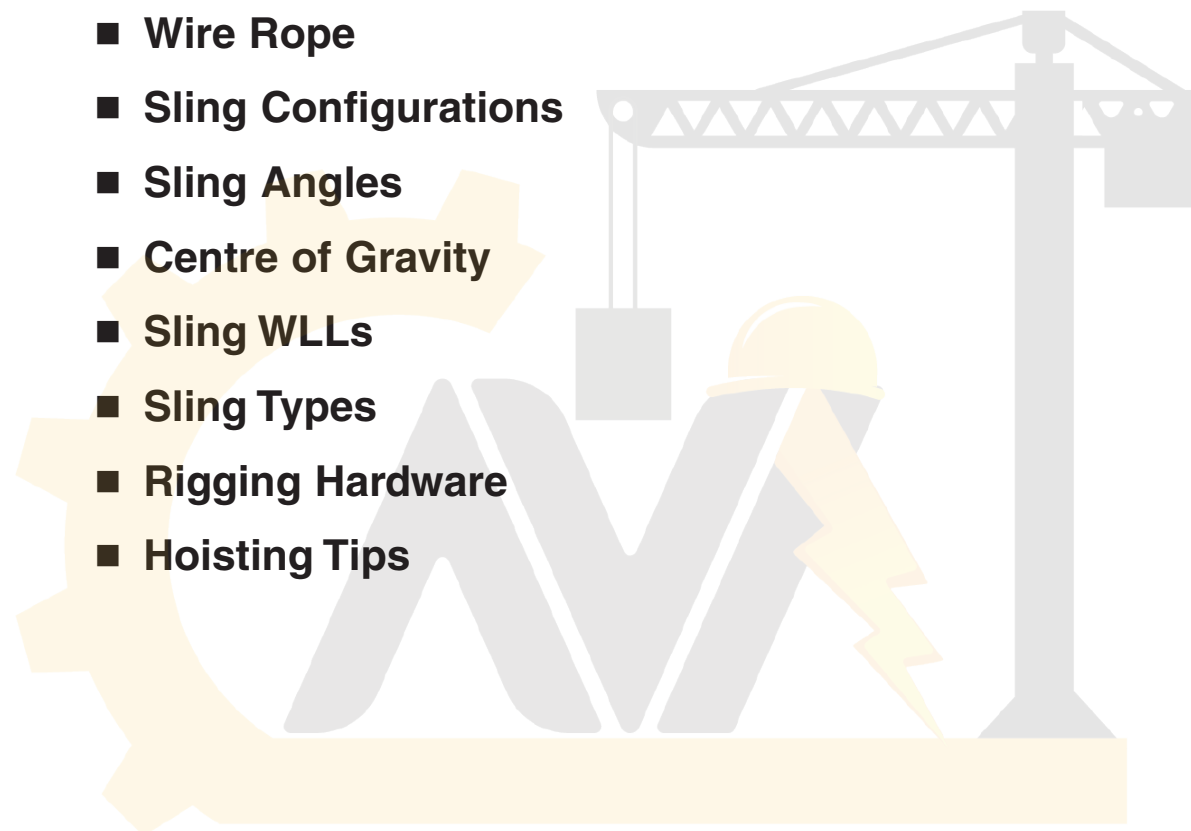 ■ Wire Rope
■ Sling Configurations
■ Sling Angles
■ Centre of Gravity
■ Sling WLLs
■ Sling Types
■ Rigging Hardware
■ Hoisting Tips